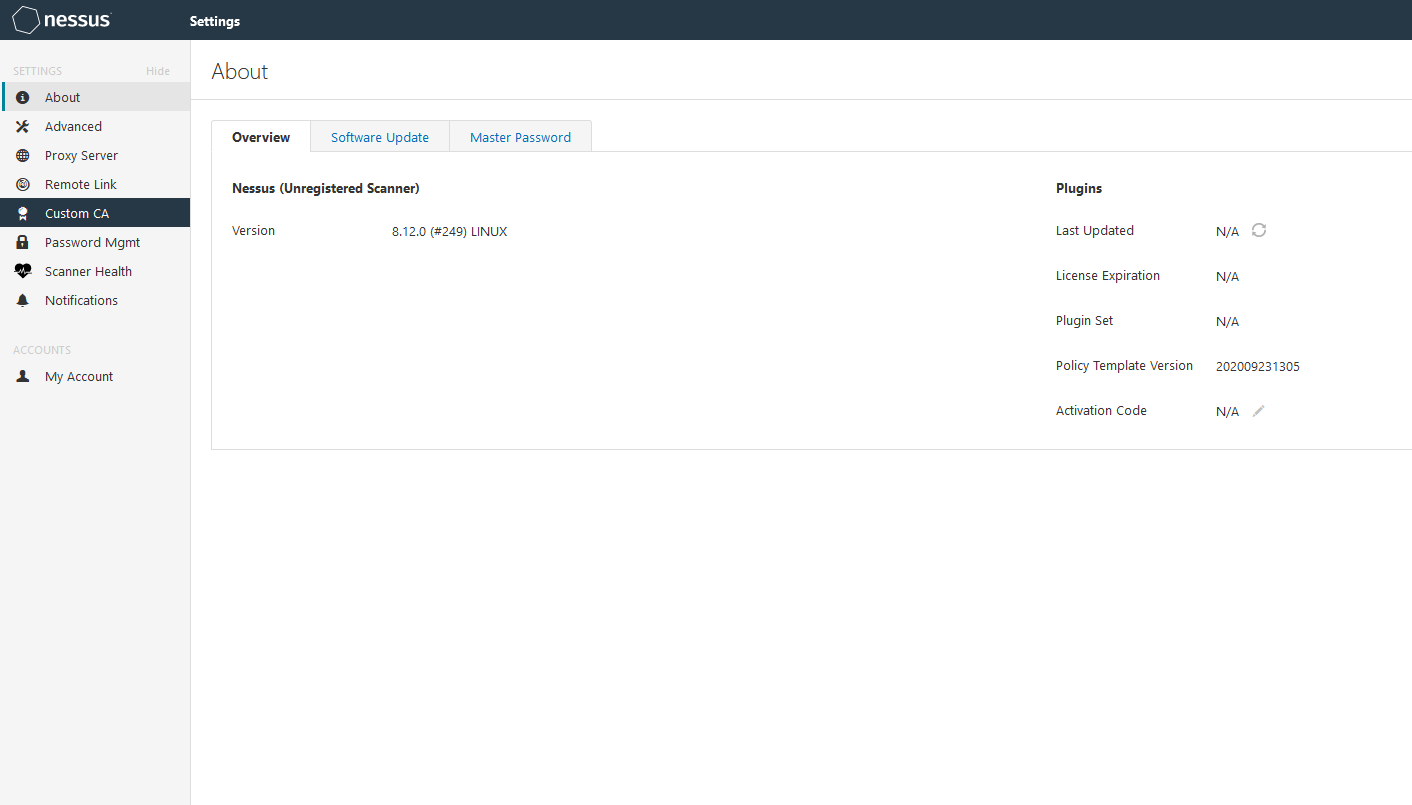 nessus
Settings
SETTINGS Hide
About
Advanced
Proxy Server
Remote Link
Custom CA
Password Mgmt
Scanner Health
Notifications
ACCOUNTS
My Account
About
Overview Software Update Master Password
Nessus (Unregistered Scanner)
Version 8.12.0 (#249) LINUX
Plugins
Last Updated N/A
License Expiration N/A
Plugin Set N/A
Policy Template Version 202009231305
Activation Code N/A